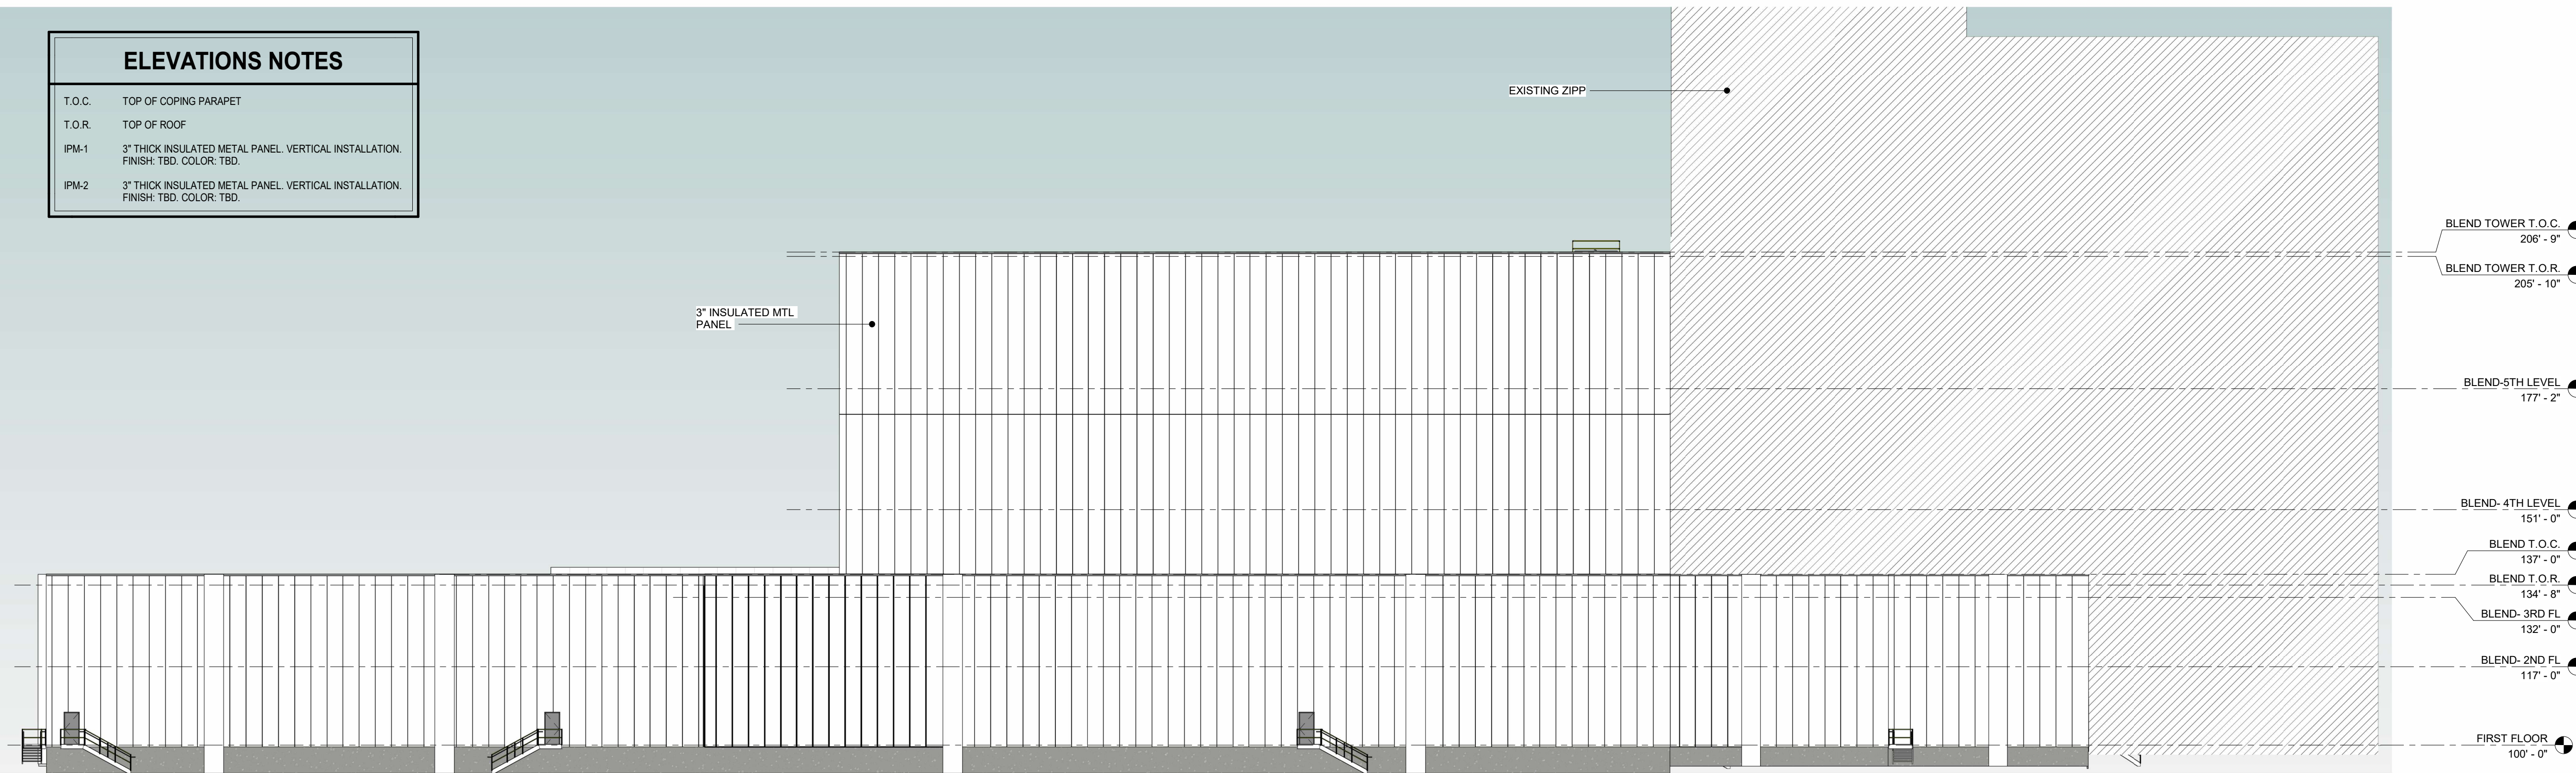 ELEVATIONS NOTES
T.O.C. TOP OF COPING PARAPET
T.O.R. TOP OF ROOF
IPM-1 3" THICK INSULATED METAL PANEL. VERTICAL INSTALLATION.
FINISH: TBD. COLOR: TBD.
IPM-2 3" THICK INSULATED METAL PANEL. VERTICAL INSTALLATION.
FINISH: TBD. COLOR: TBD.
EXISTING ZIPP
3" INSULATED MTL
PANEL
BLEND TOWER T.O.C.
206' - 9"
BLEND TOWER T.O.R.
205' - 10"
BLEND-5TH LEVEL
177' - 2"
BLEND- 4TH LEVEL
151' - 0"
BLEND T.O.C.
137' - 0"
BLEND T.O.R.
134' - 8"
BLEND- 3RD FL
132' - 0"
BLEND- 2ND FL
117' - 0"
FIRST FLOOR
100' - 0"